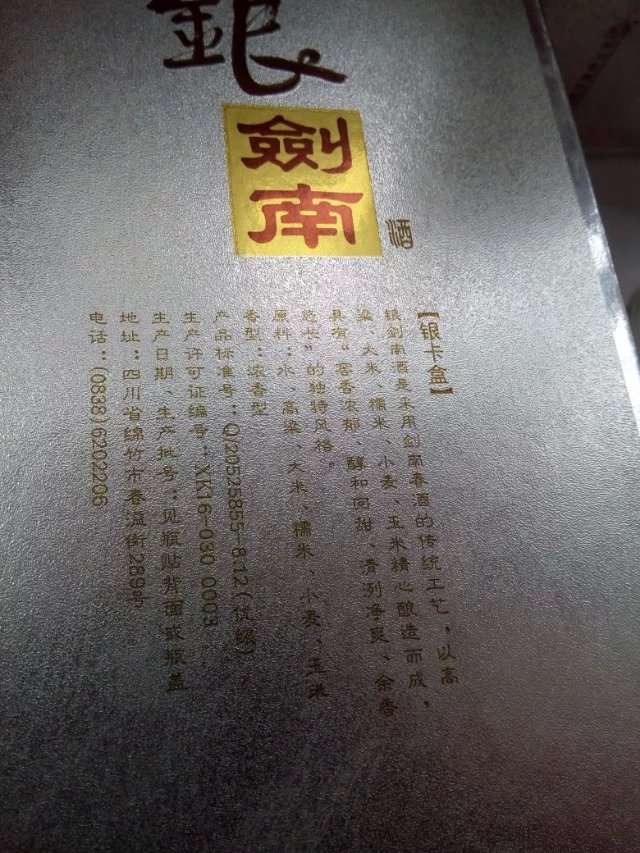 銀
劍南
酒
【银卡盒】
银剑南酒是采用剑南春酒的传统工艺，以高
粱、大米、糯米、小麦、玉米精心酿造而成，
具有“窖香浓郁、醇和回甜、清洌净爽、余香
悠长”的独特风格。
原料：水、高粱、大米、糯米、小麦、玉米
香型：浓香型
产品标准号：Q/20525855-8·12(优级)
生产许可证编号：XK16-030 0003
生产日期、生产批号：见瓶贴背面或瓶盖
地址：四川省绵竹市春溢街289号
电话：(0838)6202206